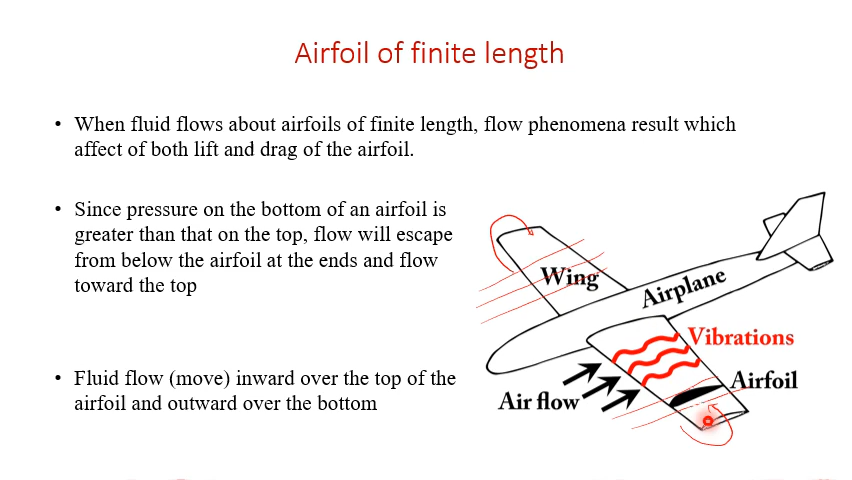 Airfoil of finite length
• When fluid flows about airfoils of finite length, flow phenomena result which
affect of both lift and drag of the airfoil.
• Since pressure on the bottom of an airfoil is
greater than that on the top, flow will escape
from below the airfoil at the ends and flow
toward the top
• Fluid flow (move) inward over the top of the
airfoil and outward over the bottom
Wing
Airplane
Vibrations
Airfoil
Air flow